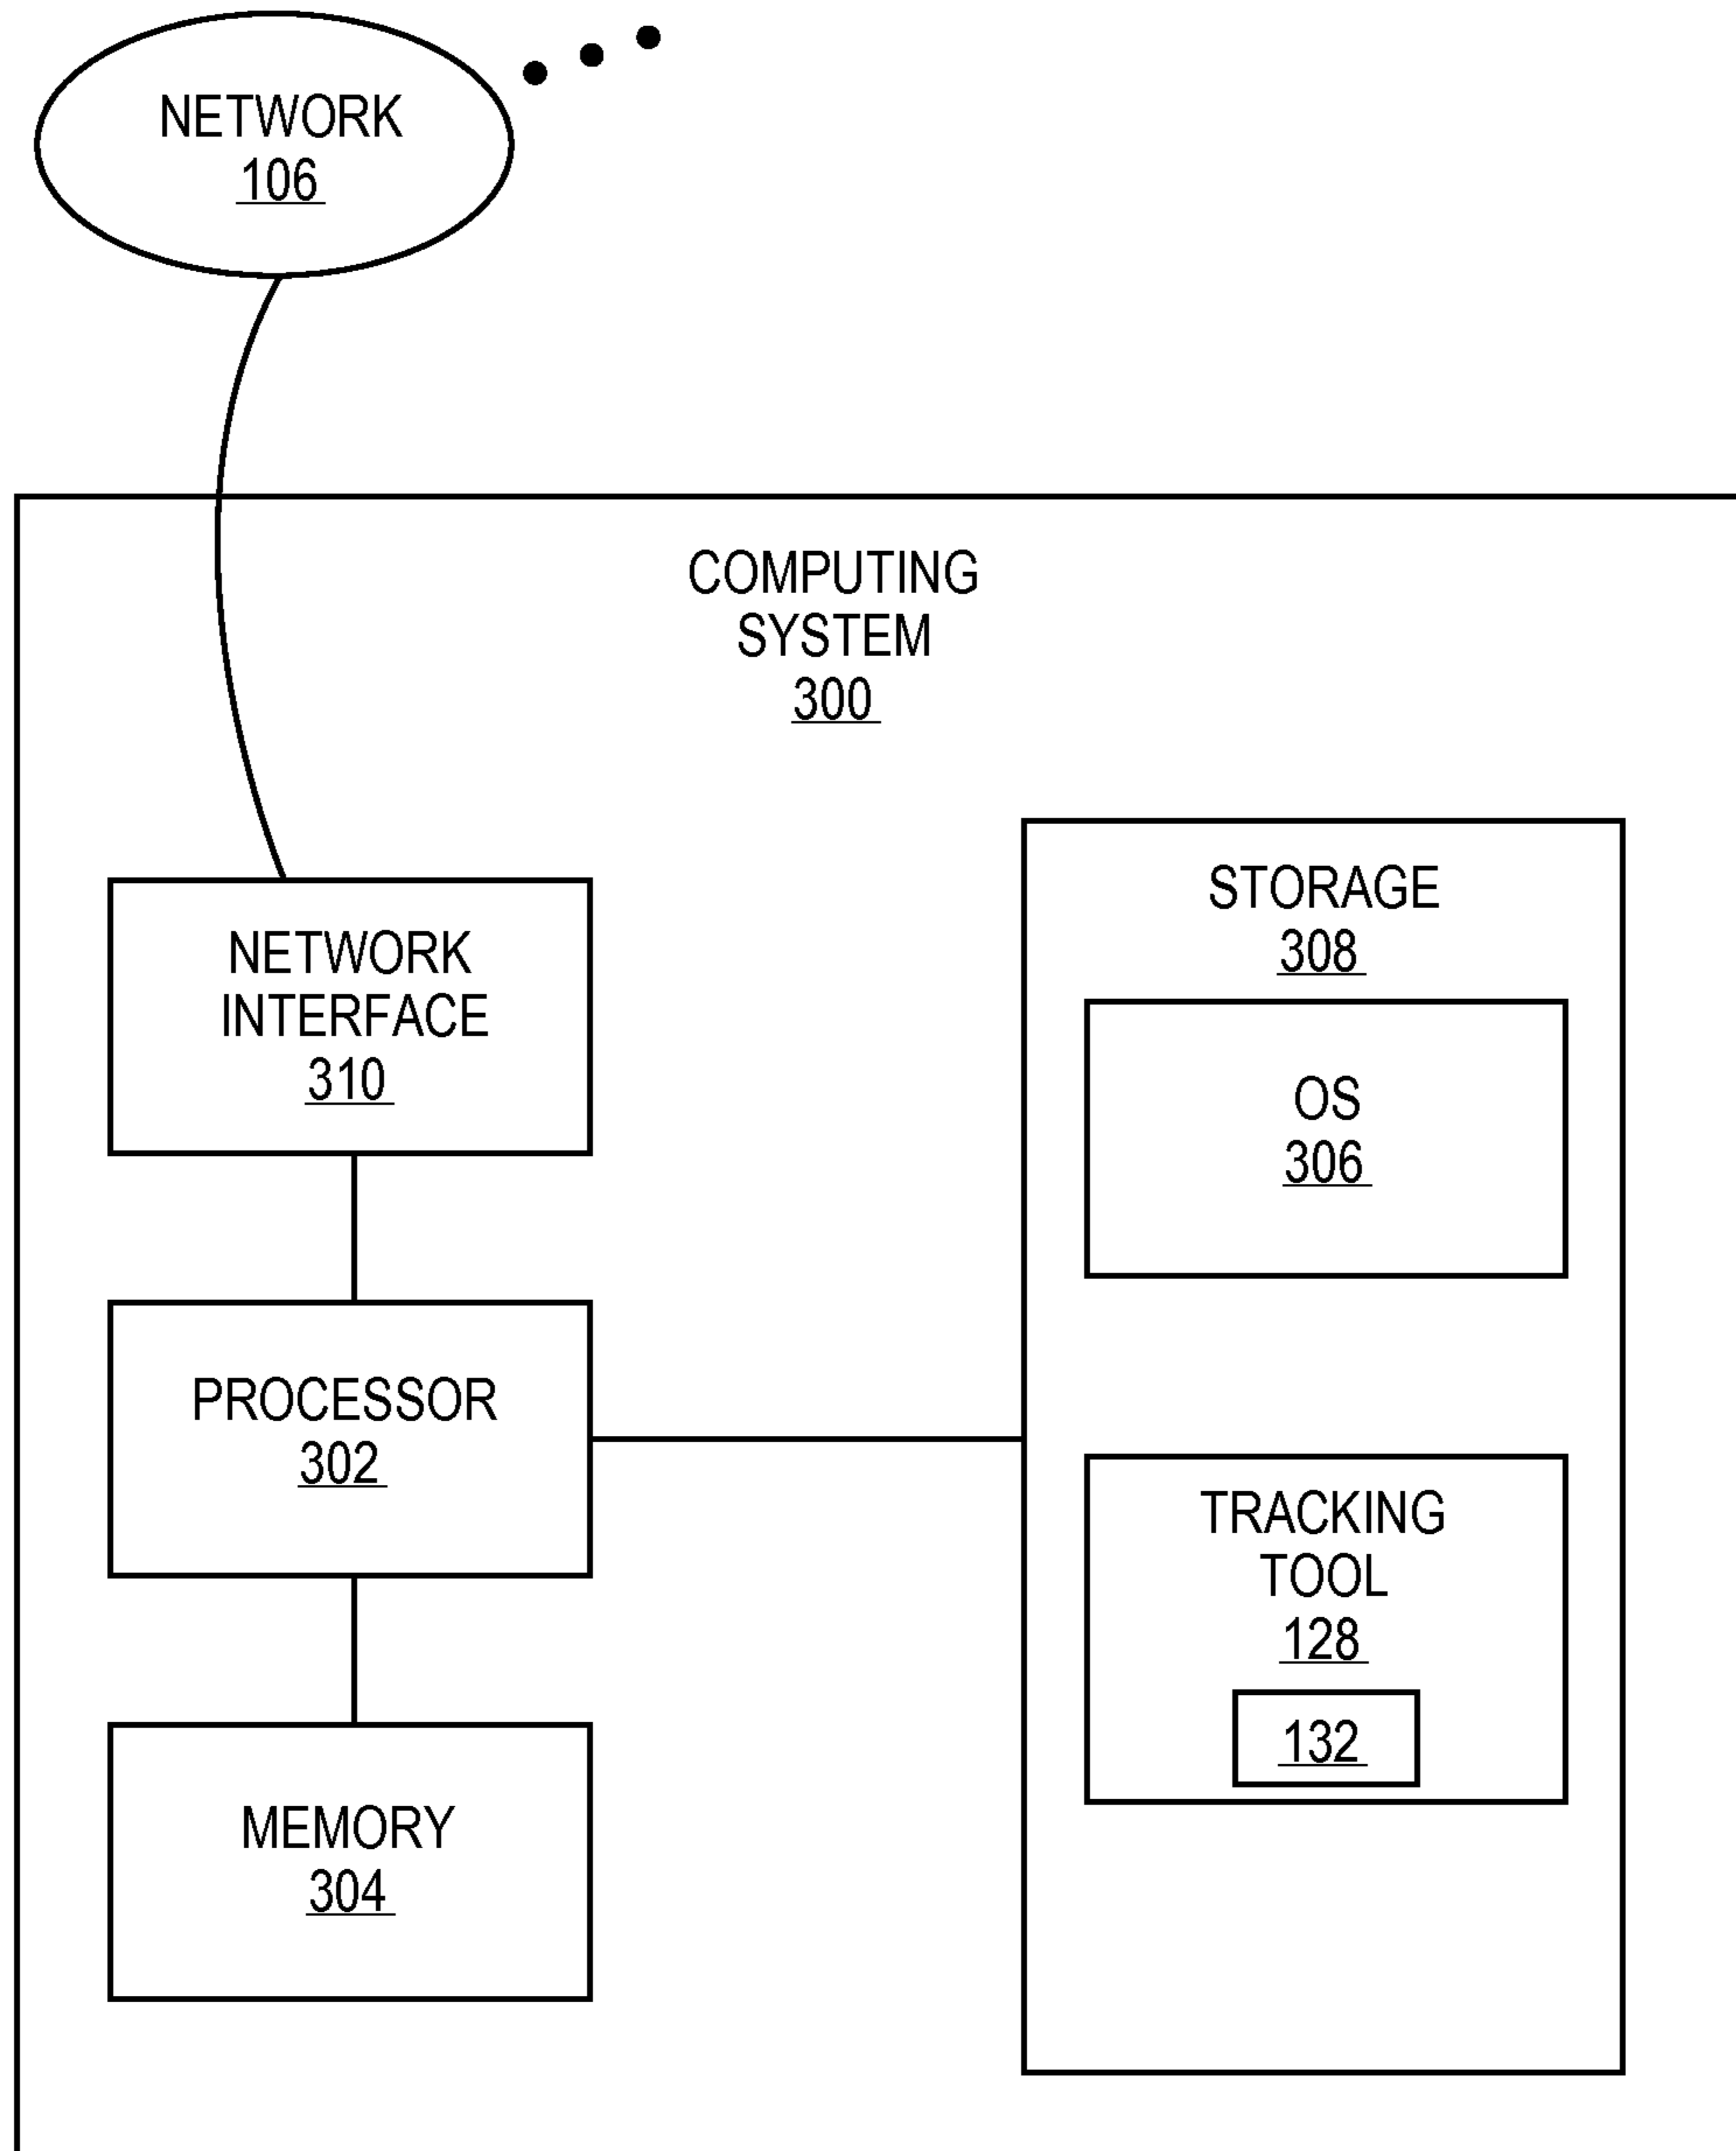 NETWORK
106
COMPUTING
SYSTEM
300
NETWORK
INTERFACE
310
PROCESSOR
302
MEMORY
304
STORAGE
308
OS
306
TRACKING
TOOL
128
132